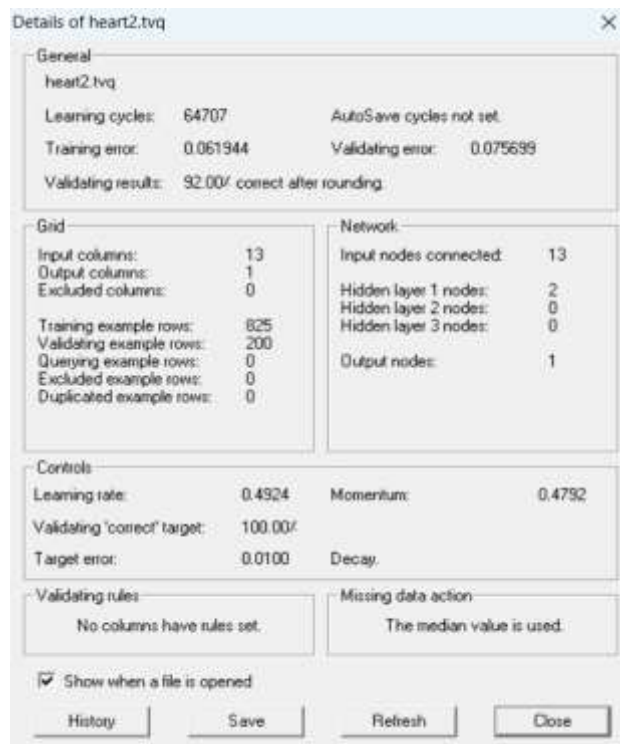 Details of heart2.tvq
General
heart2.tvq
Learning cycles: 64707 AutoSave cycles not set.
Training error: 0.061944 Validating error: 0.075699
Validating results: 92.00% correct after rounding.
Grid
Input columns: 13
Output columns: 1
Excluded columns: 0
Training example rows: 825
Validating example rows: 200
Querying example rows: 0
Excluded example rows: 0
Duplicated example rows: 0
Network
Input nodes connected: 13
Hidden layer 1 nodes: 2
Hidden layer 2 nodes: 0
Hidden layer 3 nodes: 0
Output nodes: 1
Controls
Learning rate: 0.4924 Momentum: 0.4792
Validating 'correct' target: 100.00%
Target error: 0.0100 Decay.
Validating rules
No columns have rules set.
Missing data action
The median value is used.
Show when a file is opened
History Save Refresh Close